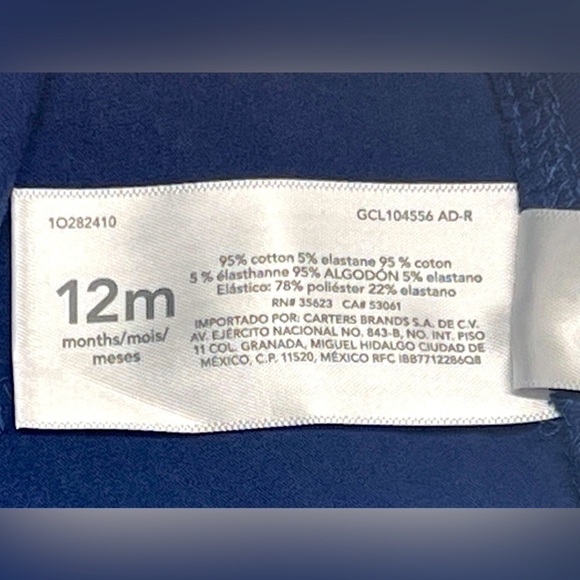 1O282410
GCL104556 AD-R
12m
months/mois/
meses
95% cotton 5% elastane 95 % coton
5 % élasthanne 95% ALGODÓN 5% elastano
Elástico: 78% poliéster 22% elastano
RN# 35623 CA# 53061
IMPORTADO POR: CARTERS BRANDS S.A. DE C.V.
AV. EJÉRCITO NACIONAL NO. 843-B, NO. INT. PISO
11 COL. GRANADA, MIGUEL HIDALGO CIUDAD DE
MÉXICO, C.P. 11520, MÉXICO RFC IBB7712286Q8